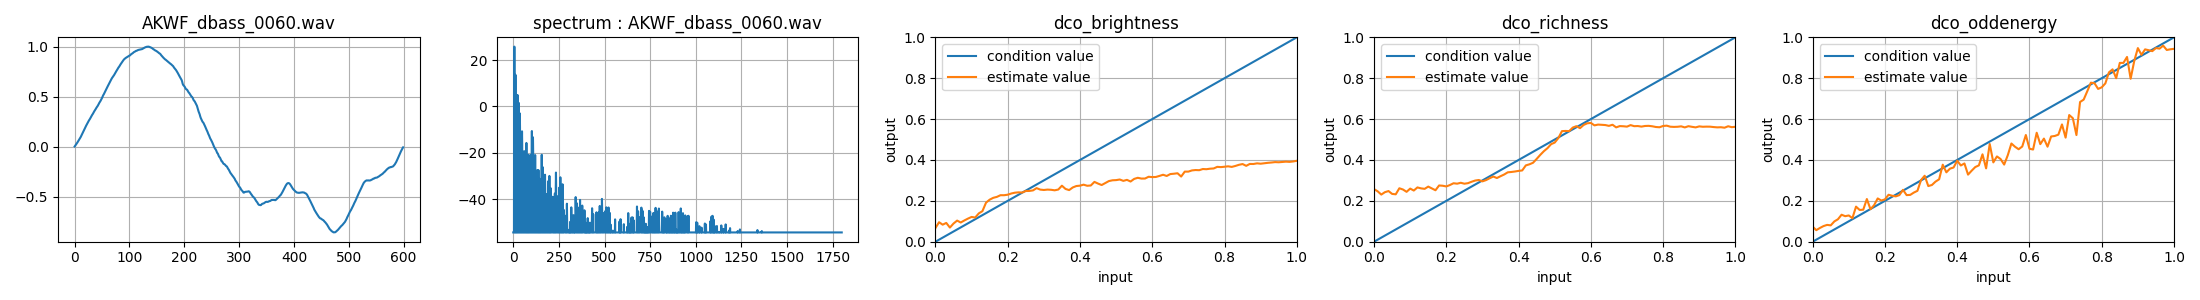 AKWF_dbass_0060.wav
1.0
0.5
0.0
−0.5
0 100 200 300 400 500 600
spectrum : AKWF_dbass_0060.wav
20
0
−20
−40
0 250 500 750 1000 1250 1500 1750
dco_brightness
condition value
estimate value
1.0
0.8
0.6
0.4
0.2
0.0
output
0.0 0.2 0.4 0.6 0.8 1.0
input
dco_richness
condition value
estimate value
1.0
0.8
0.6
0.4
0.2
0.0
output
0.0 0.2 0.4 0.6 0.8 1.0
input
dco_oddenergy
condition value
estimate value
1.0
0.8
0.6
0.4
0.2
0.0
output
0.0 0.2 0.4 0.6 0.8 1.0
input